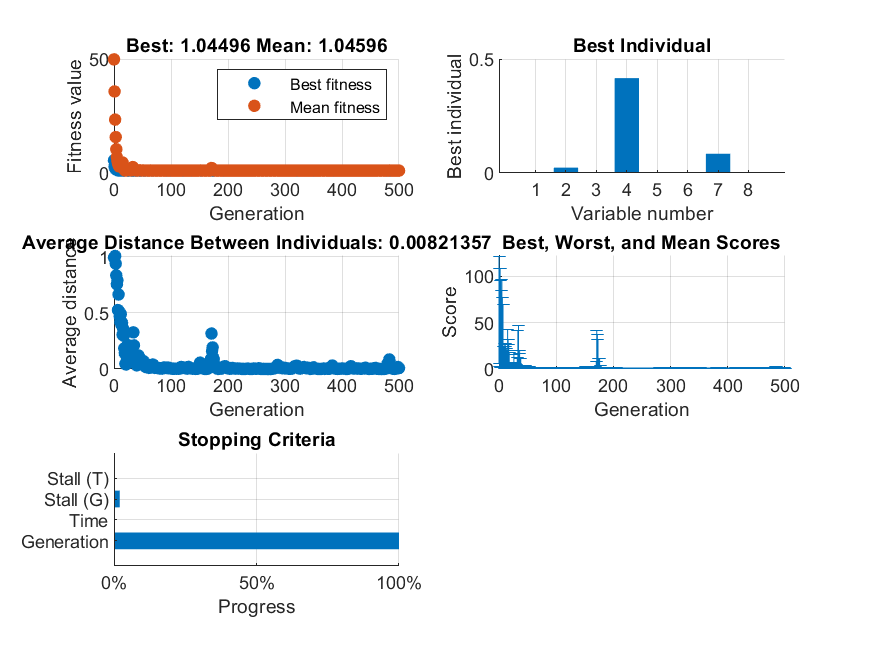 Best: 1.04496 Mean: 1.04596
Fitness value
50
0
Best fitness
Mean fitness
0 100 200 300 400 500
Generation
Best Individual
Best individual
0.5
0
1 2 3 4 5 6 7 8
Variable number
Average Distance Between Individuals: 0.00821357
Average distance
1
0.5
0
0 100 200 300 400 500
Generation
Best, Worst, and Mean Scores
Score
100
50
0
0 100 200 300 400 500
Generation
Stopping Criteria
Stall (T)
Stall (G)
Time
Generation
0% 50% 100%
Progress